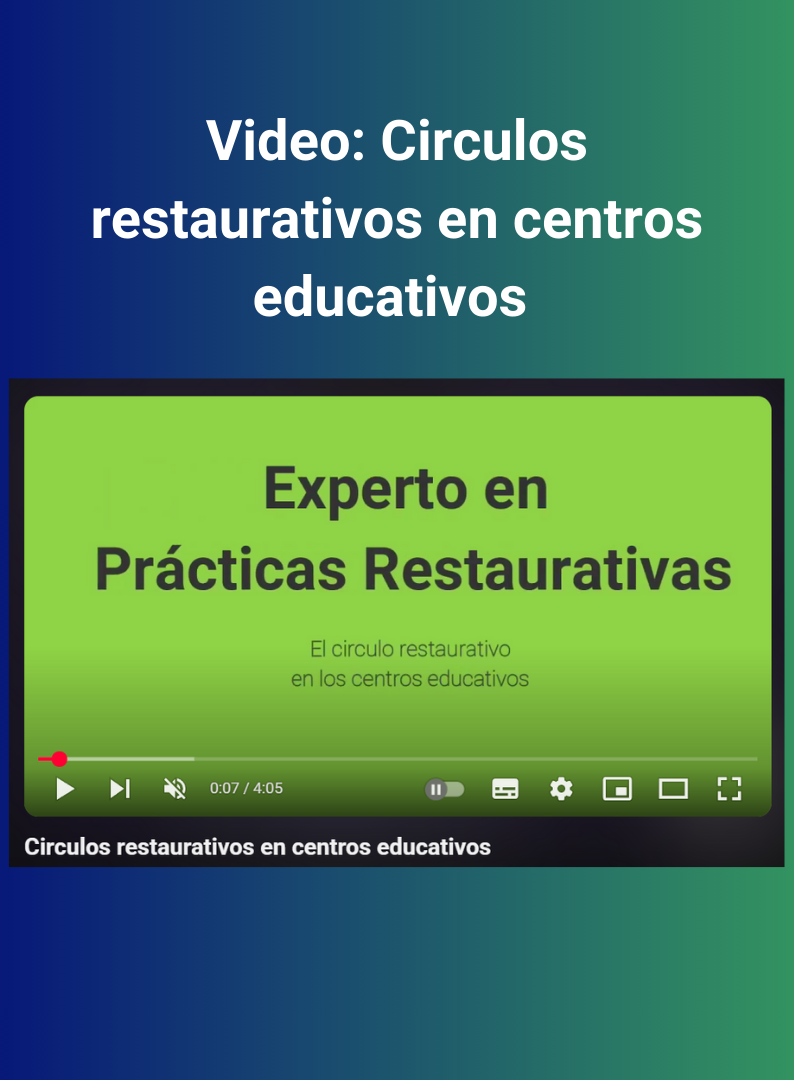 Video: Circulos
restaurativos en centros
educativos
Experto en
Prácticas Restaurativas
El circulo restaurativo
en los centros educativos
0:07 / 4:05
Circulos restaurativos en centros educativos